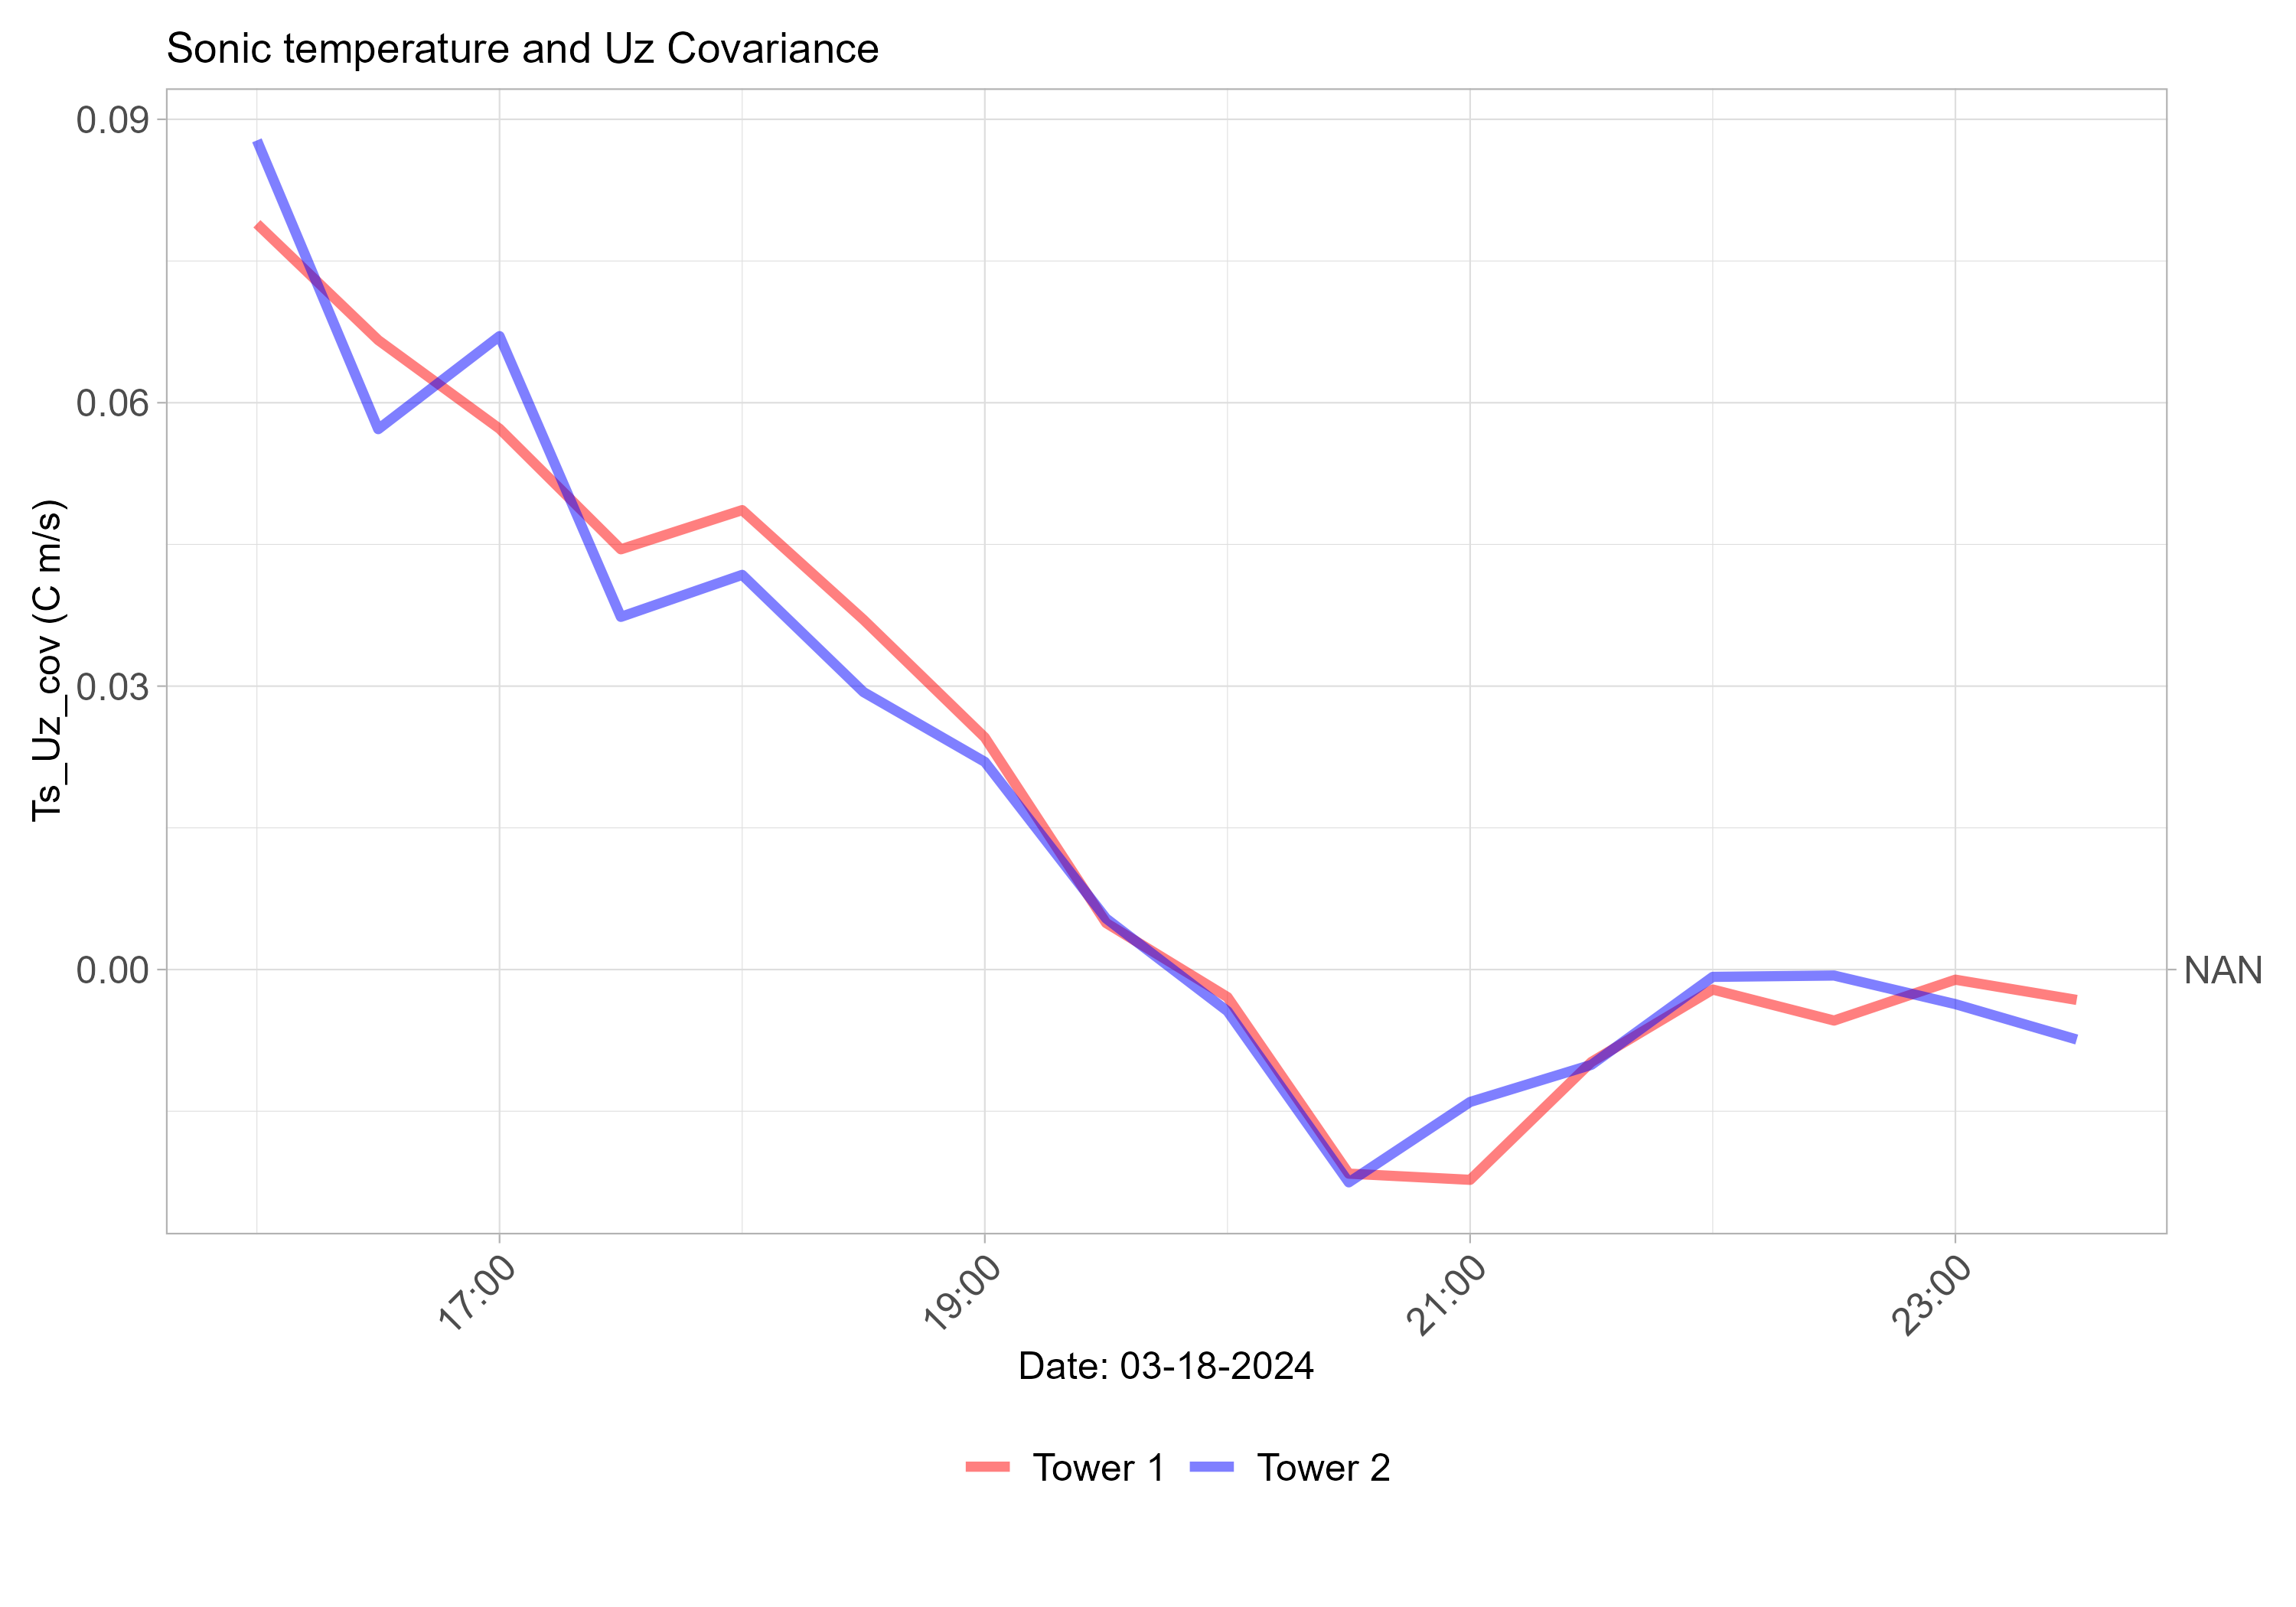 Sonic temperature and Uz Covariance
Ts_Uz_cov (C m/s)
0.09
0.06
0.03
0.00
NAN
17:00
19:00
21:00
23:00
Date: 03-18-2024
Tower 1
Tower 2